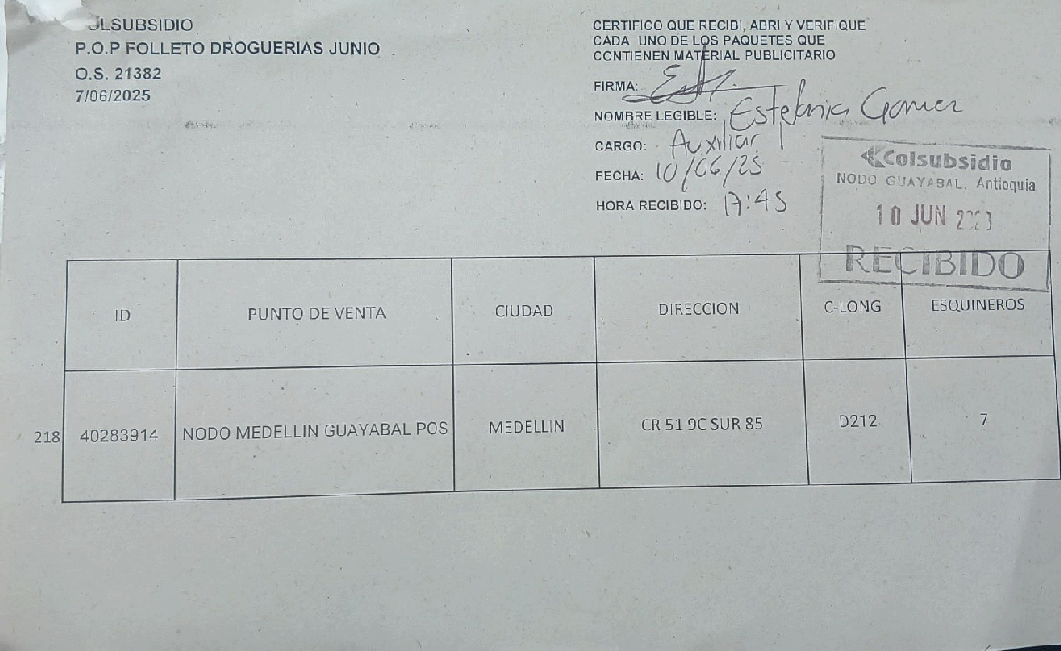 OLSUBSIDIO
P.O.P FOLLETO DROGUERIAS JUNIO
O.S. 21382
7/06/2025
CERTIFICO QUE RECIBI, ABRI Y VERIF QUE
CADA UNO DE LOS PAQUETES QUE
CONTIENEN MATERIAL PUBLICITARIO
FIRMA:
NOMBRE LEGIBLE: Estefania Gomez
CARGO: Auxiliar
FECHA: 10/06/25
HORA RECIBIDO: 17:45
Colsubsidio
NODO GUAYABAL, Antioquia
10 JUN
RECIBIDO
ID PUNTO DE VENTA CIUDAD DIRECCION C-LONG ESQUINEROS
218 40283914 NODO MEDELLIN GUAYABAL POS MEDELLIN CR 51 9C SUR 85 D212 7